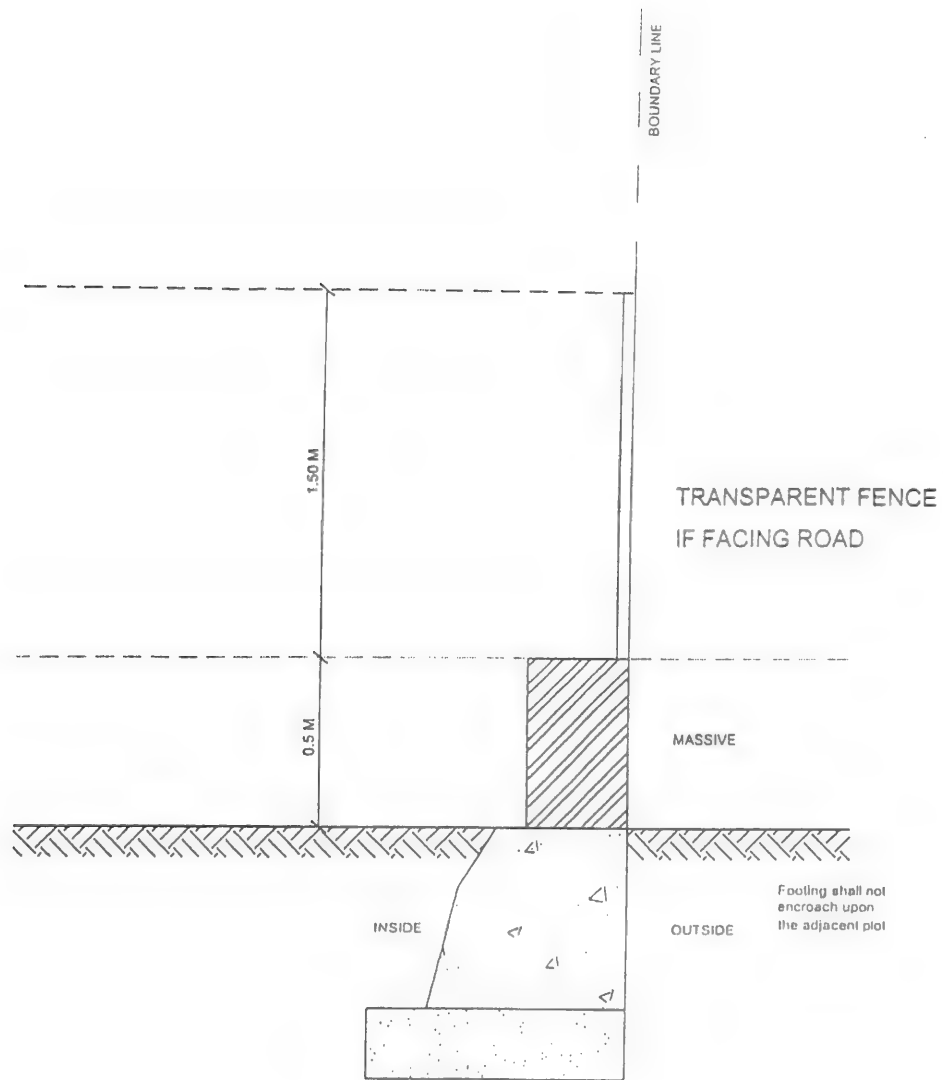 BOUNDARY LINE
1.50 M
TRANSPARENT FENCE
IF FACING ROAD
0.5 M
MASSIVE
INSIDE
OUTSIDE
Footing shall not
encroach upon
the adjacent plot